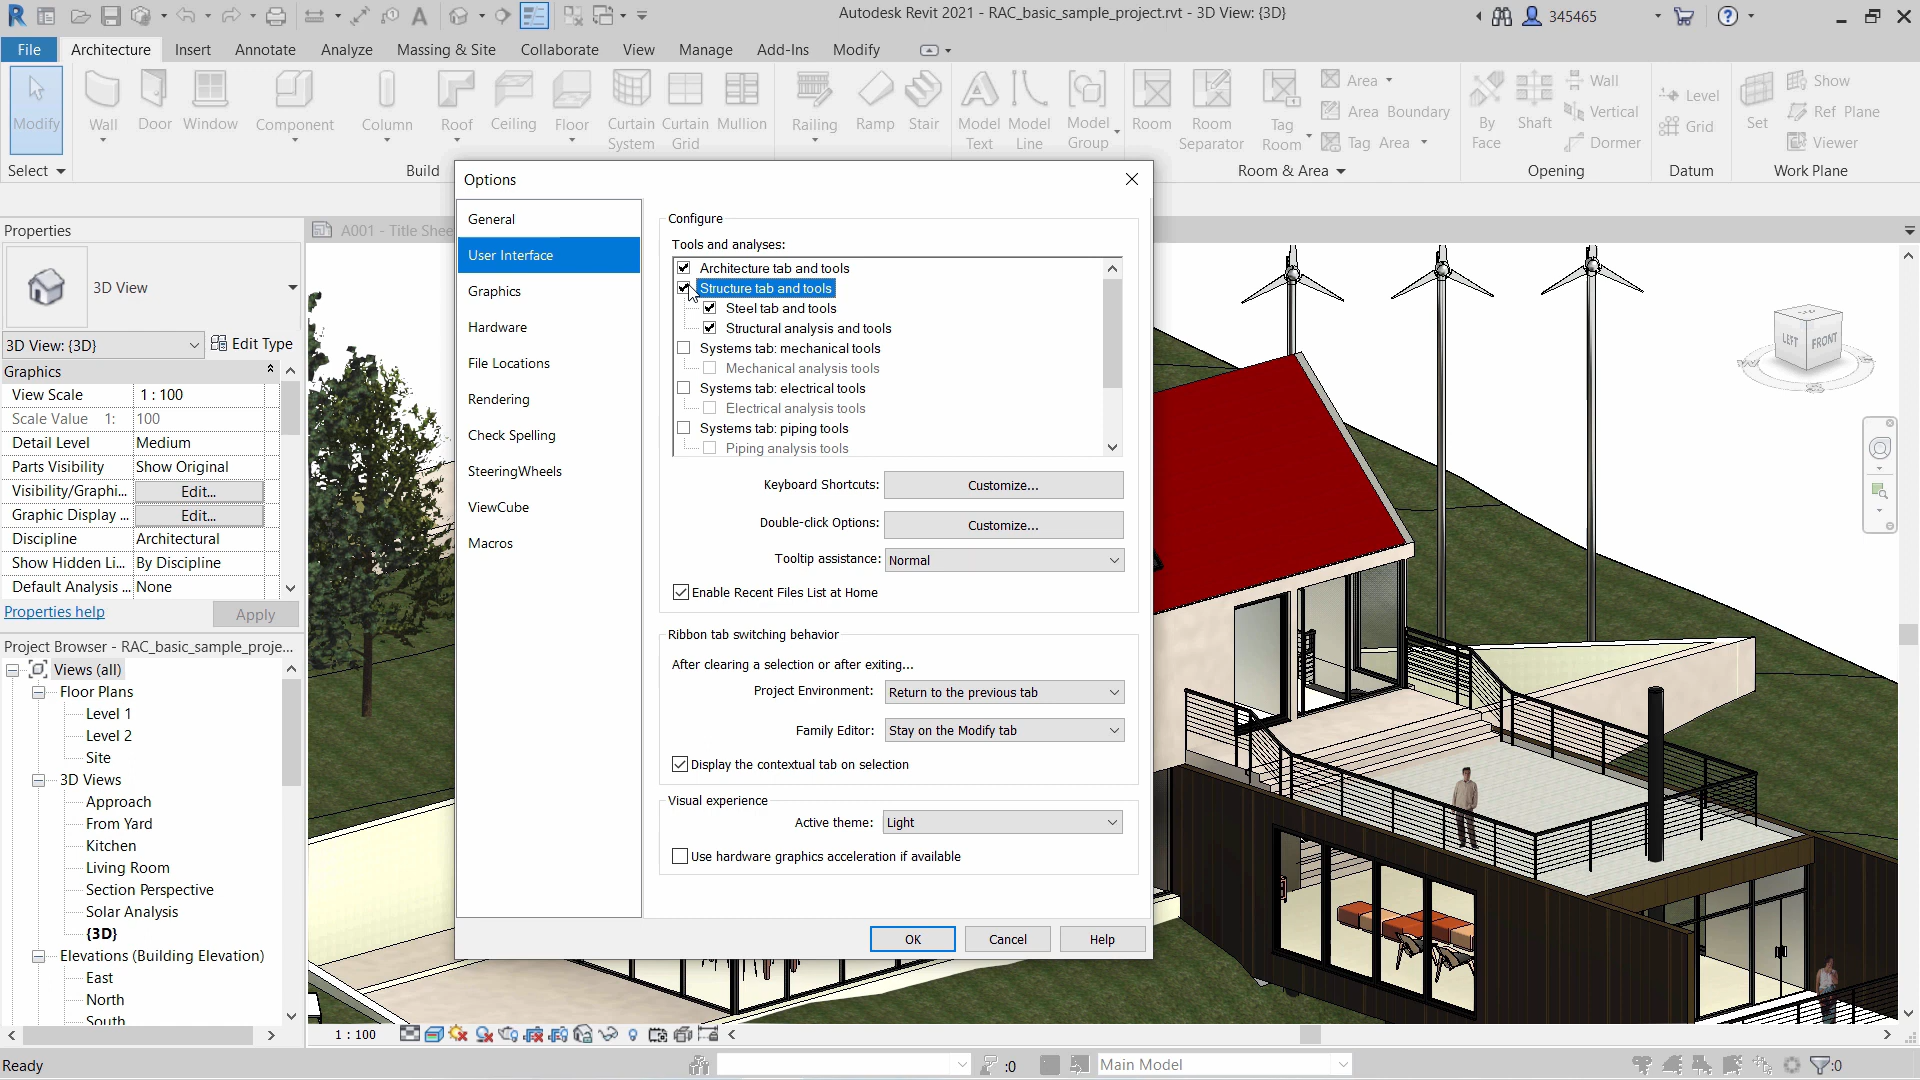 Autodesk Revit 2021 - RAC_basic_sample_project.rvt - 3D View: {3D}
345465
File Architecture Insert Annotate Analyze Massing & Site Collaborate View Manage Add-Ins Modify
Modify
Wall
Door
Window
Component
Column
Roof
Ceiling
Floor
Curtain System
Curtain Grid
Mullion
Railing
Ramp
Stair
Model Text
Model Line
Model Group
Room
Room Separator
Tag Room
Area
Area Boundary
Tag Area
By Face
Shaft
Wall
Vertical
Dormer
Level
Grid
Set
Show
Ref Plane
Viewer
Select
Build
Room & Area
Opening
Datum
Work Plane
Properties
A001 - Title Shee
3D View
3D View: {3D}
Edit Type
Graphics
View Scale 1 : 100
Scale Value 1: 100
Detail Level Medium
Parts Visibility Show Original
Visibility/Graphi... Edit...
Graphic Display ... Edit...
Discipline Architectural
Show Hidden Li... By Discipline
Default Analysis ... None
Properties help
Apply
Project Browser - RAC_basic_sample_proje...
Views (all)
Floor Plans
Level 1
Level 2
Site
3D Views
Approach
From Yard
Kitchen
Living Room
Section Perspective
Solar Analysis
{3D}
Elevations (Building Elevation)
East
North
South
Options
General
User Interface
Graphics
Hardware
File Locations
Rendering
Check Spelling
SteeringWheels
ViewCube
Macros
Configure
Tools and analyses:
Architecture tab and tools
Structure tab and tools
Steel tab and tools
Structural analysis and tools
Systems tab: mechanical tools
Mechanical analysis tools
Systems tab: electrical tools
Electrical analysis tools
Systems tab: piping tools
Piping analysis tools
Keyboard Shortcuts: Customize...
Double-click Options: Customize...
Tooltip assistance: Normal
Enable Recent Files List at Home
Ribbon tab switching behavior
After clearing a selection or after exiting...
Project Environment: Return to the previous tab
Family Editor: Stay on the Modify tab
Display the contextual tab on selection
Visual experience
Active theme: Light
Use hardware graphics acceleration if available
OK
Cancel
Help
LEFT
FRONT
1 : 100
Ready
:0
Main Model
:0